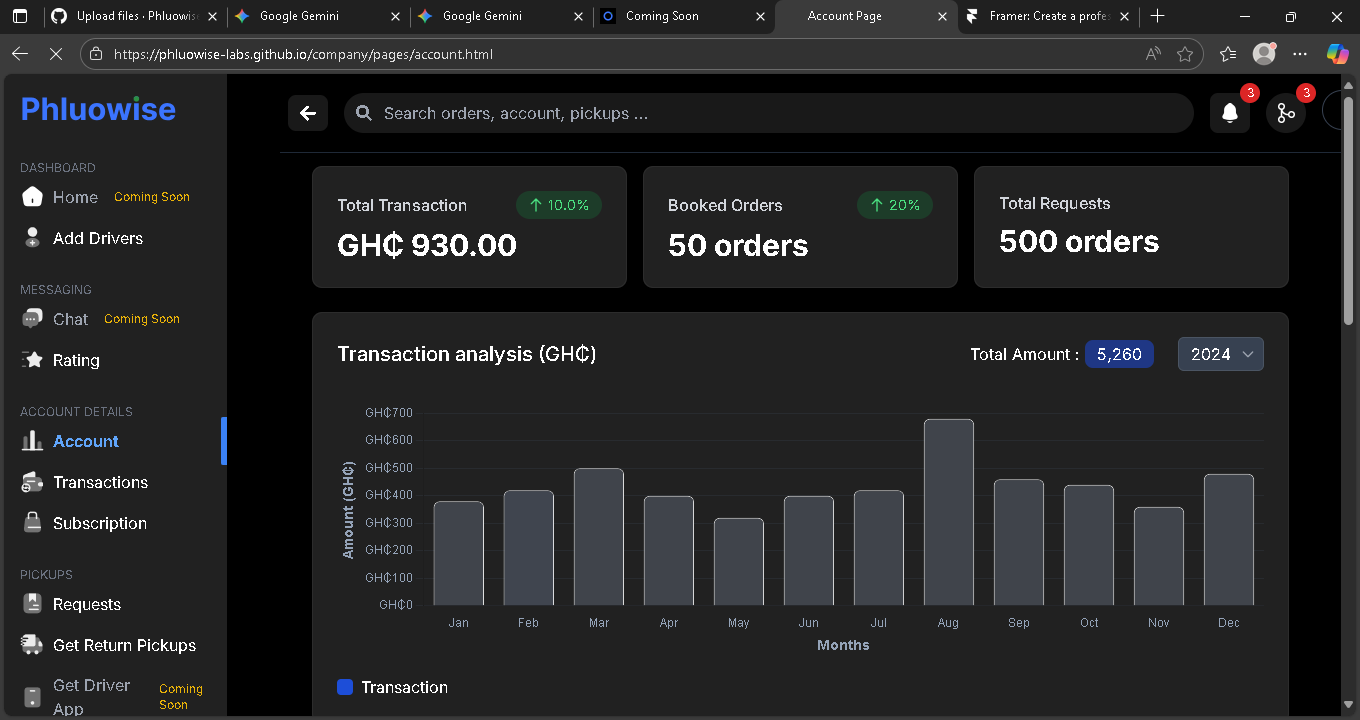 Upload files · Phluowise
Google Gemini
Google Gemini
Coming Soon
Account Page
Framer: Create a profes
https://phluowise-labs.github.io/company/pages/account.html
Phluowise
Search orders, account, pickups ...
3
3
DASHBOARD
Home Coming Soon
Add Drivers
MESSAGING
Chat Coming Soon
Rating
ACCOUNT DETAILS
Account
Transactions
Subscription
PICKUPS
Requests
Get Return Pickups
Get Driver
App
Coming
Soon
Total Transaction
↑ 10.0%
GH₵ 930.00
Booked Orders
↑ 20%
50 orders
Total Requests
500 orders
Transaction analysis (GH₵)
Total Amount : 5,260
2024
Amount (GH₵)
GH₵700
GH₵600
GH₵500
GH₵400
GH₵300
GH₵200
GH₵100
GH₵0
Jan Feb Mar Apr May Jun Jul Aug Sep Oct Nov Dec
Months
Transaction